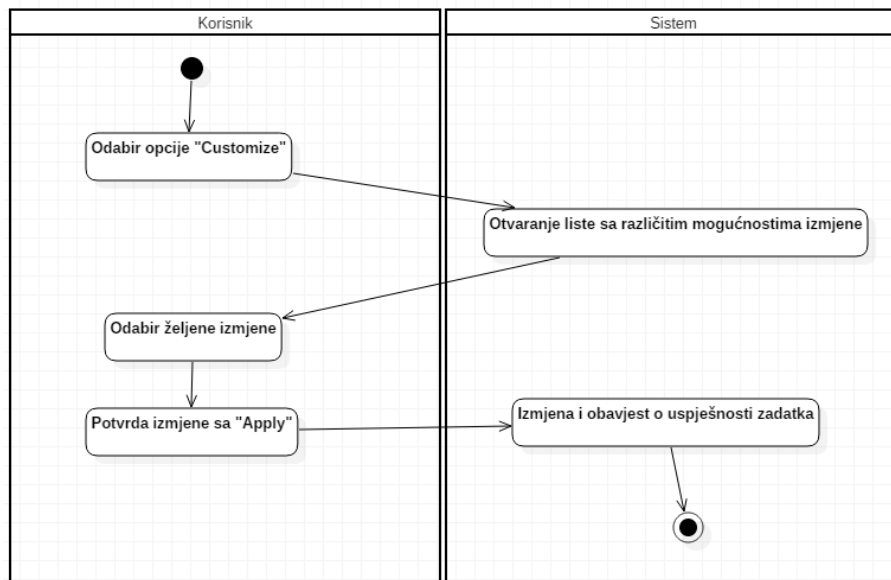 Korisnik
Sistem
Odabir opcije "Customize"
Otvaranje liste sa različitim mogućnostima izmjene
Odabir željene izmjene
Potvrda izmjene sa "Apply"
Izmjena i obavjest o uspješnosti zadatka